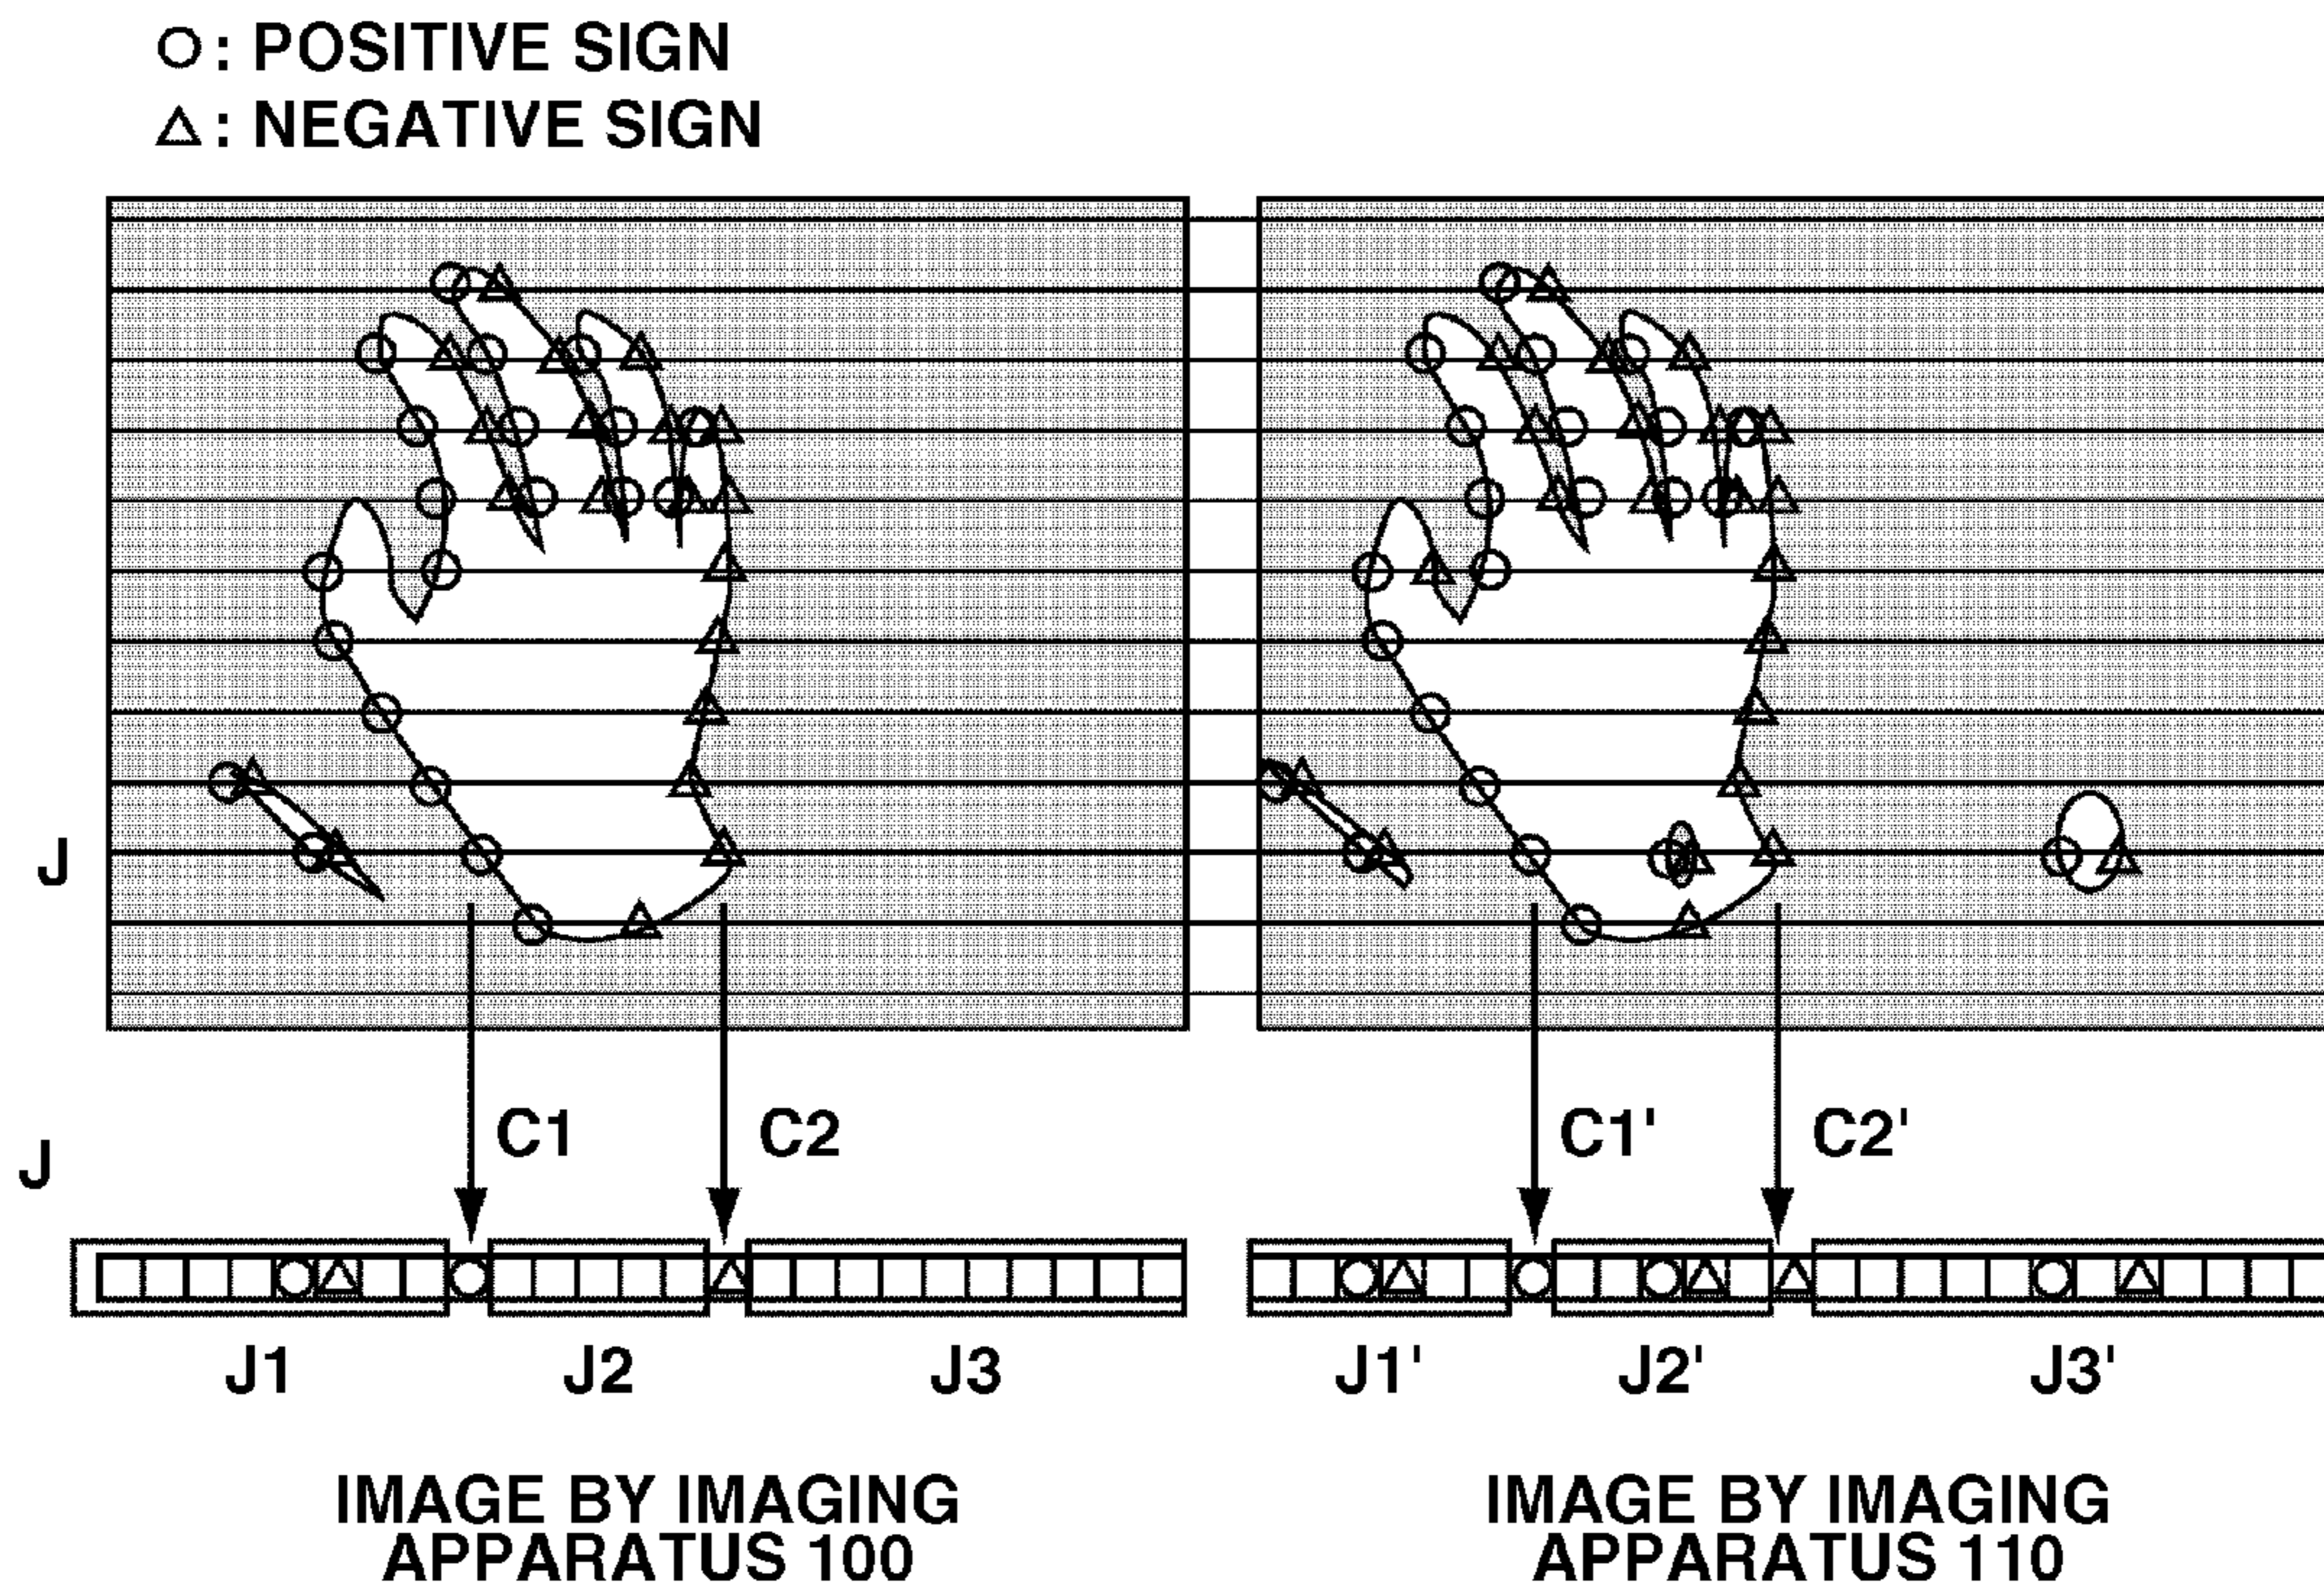 ○: POSITIVE SIGN
△: NEGATIVE SIGN
J
C1
C2
C1'
C2'
J
J1
J2
J3
J1'
J2'
J3'
IMAGE BY IMAGING
APPARATUS 100
IMAGE BY IMAGING
APPARATUS 110